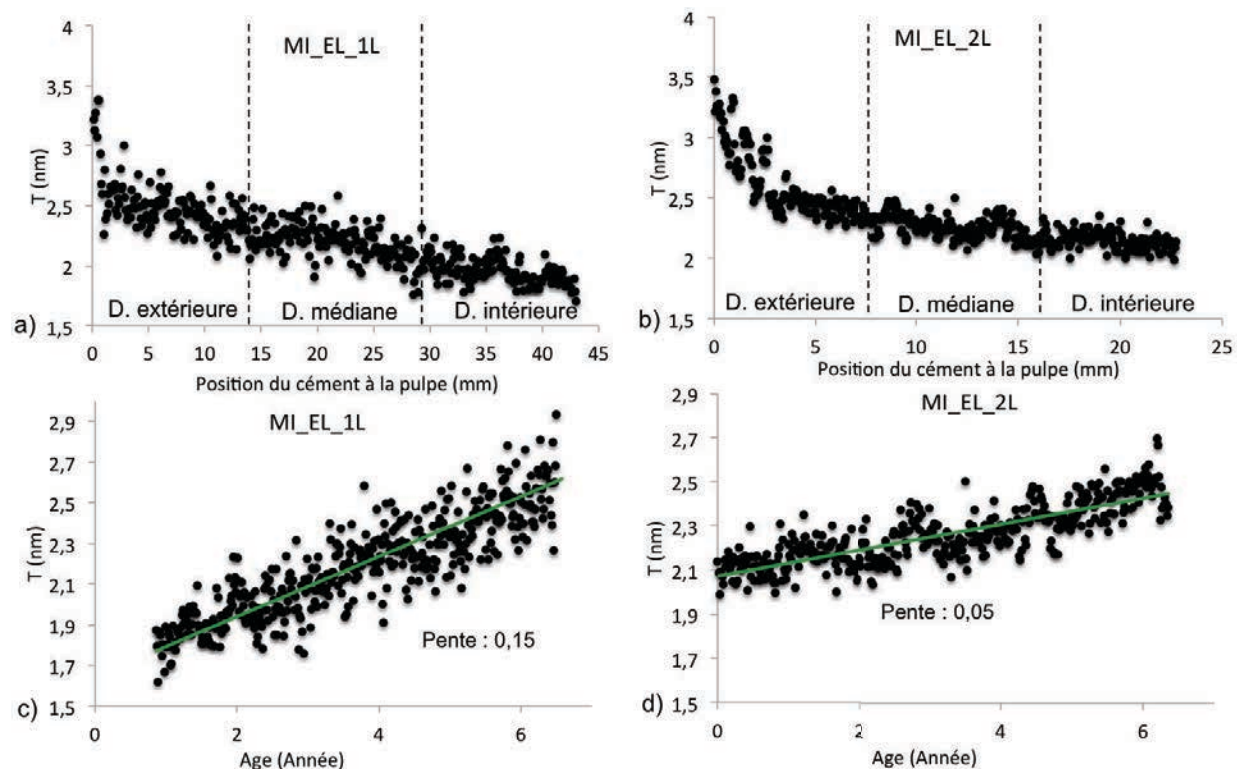 MI_EL_1L
4
3,5
3
2,5
2
1,5
T (nm)
D. extérieure
D. médiane
D. intérieure
a)
0 5 10 15 20 25 30 35 40 45
Position du cément à la pulpe (mm)
MI_EL_2L
4
3,5
3
2,5
2
1,5
T (nm)
D. extérieure
D. médiane
D. intérieure
b)
0 5 10 15 20 25
Position du cément à la pulpe (mm)
MI_EL_1L
2,9
2,7
2,5
2,3
2,1
1,9
1,7
1,5
T (nm)
Pente : 0,15
c)
0 2 4 6
Age (Année)
MI_EL_2L
2,9
2,7
2,5
2,3
2,1
1,9
1,7
1,5
T (nm)
Pente : 0,05
d)
0 2 4 6
Age (Année)